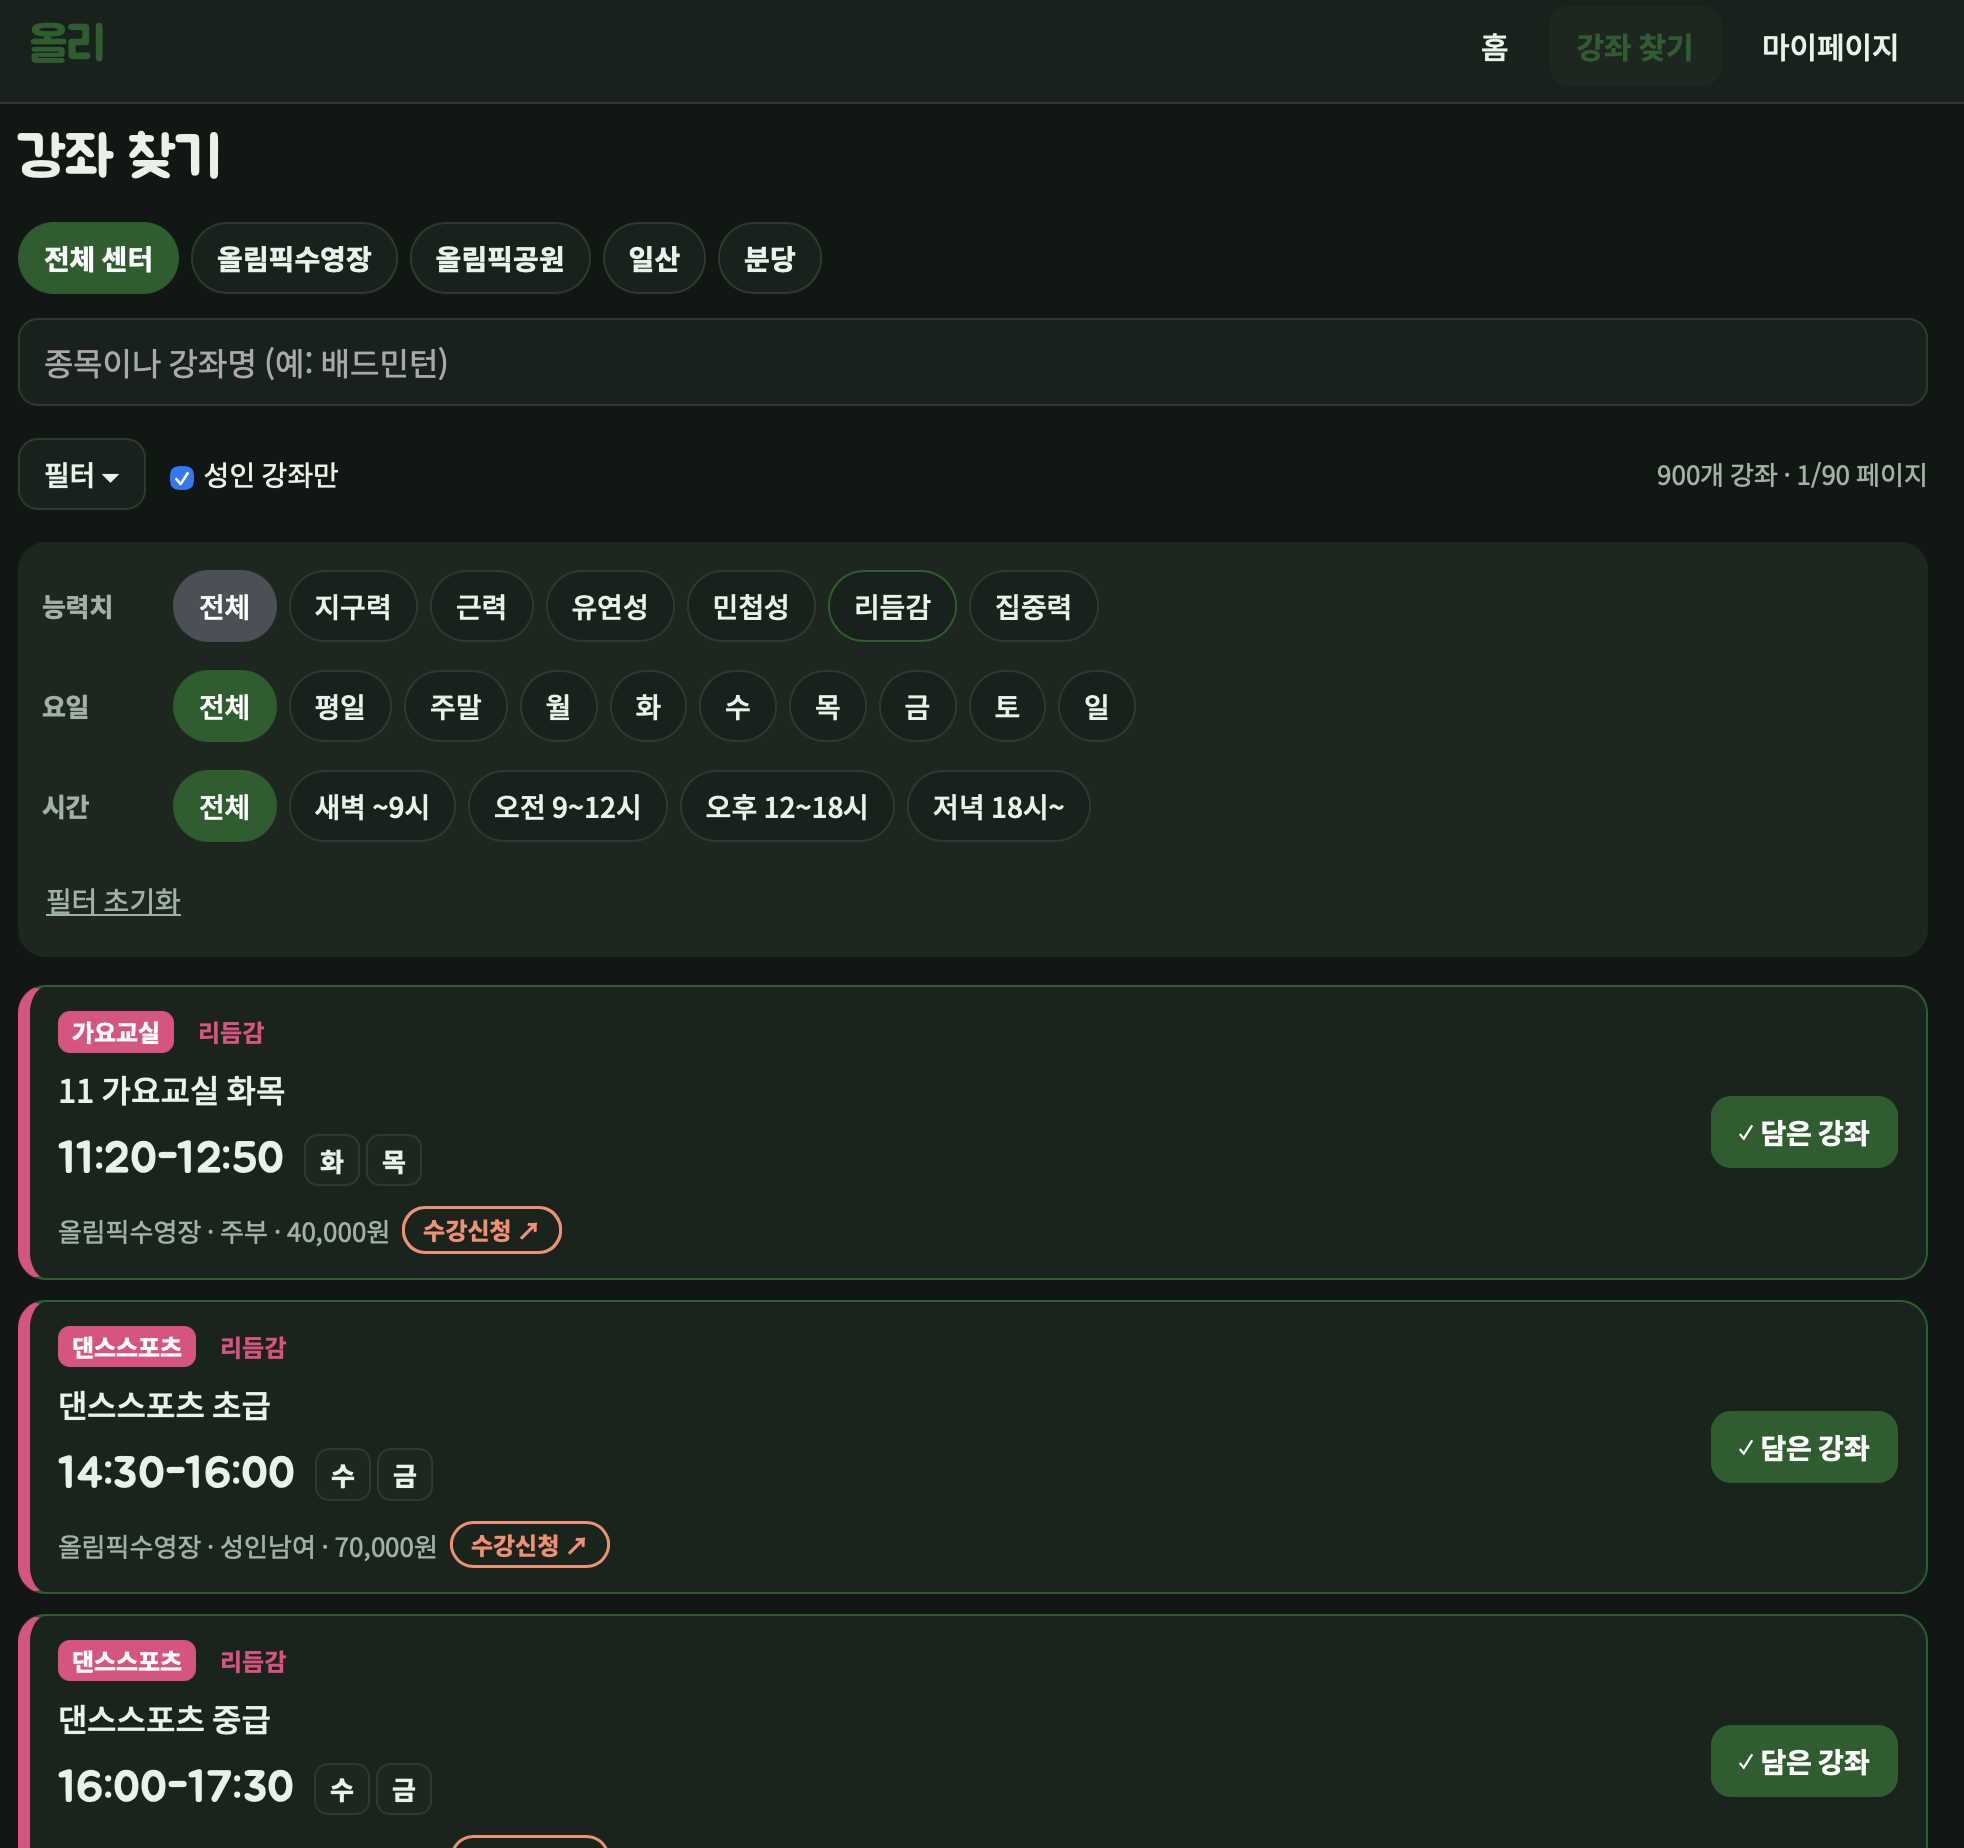 올리
홈 강좌 찾기 마이페이지
강좌 찾기
전체 센터 올림픽수영장 올림픽공원 일산 분당
종목이나 강좌명 (예: 배드민턴)
필터 성인 강좌만 900개 강좌 · 1/90 페이지
능력치 전체 지구력 근력 유연성 민첩성 리듬감 집중력
요일 전체 평일 주말 월 화 수 목 금 토 일
시간 전체 새벽 ~9시 오전 9~12시 오후 12~18시 저녁 18시~
필터 초기화
가요교실 리듬감
11 가요교실 화목
11:20-12:50 화 목
✓ 담은 강좌
올림픽수영장 · 주부 · 40,000원 수강신청 ↗
댄스스포츠 리듬감
댄스스포츠 초급
14:30-16:00 수 금
✓ 담은 강좌
올림픽수영장 · 성인남여 · 70,000원 수강신청 ↗
댄스스포츠 리듬감
댄스스포츠 중급
16:00-17:30 수 금
✓ 담은 강좌